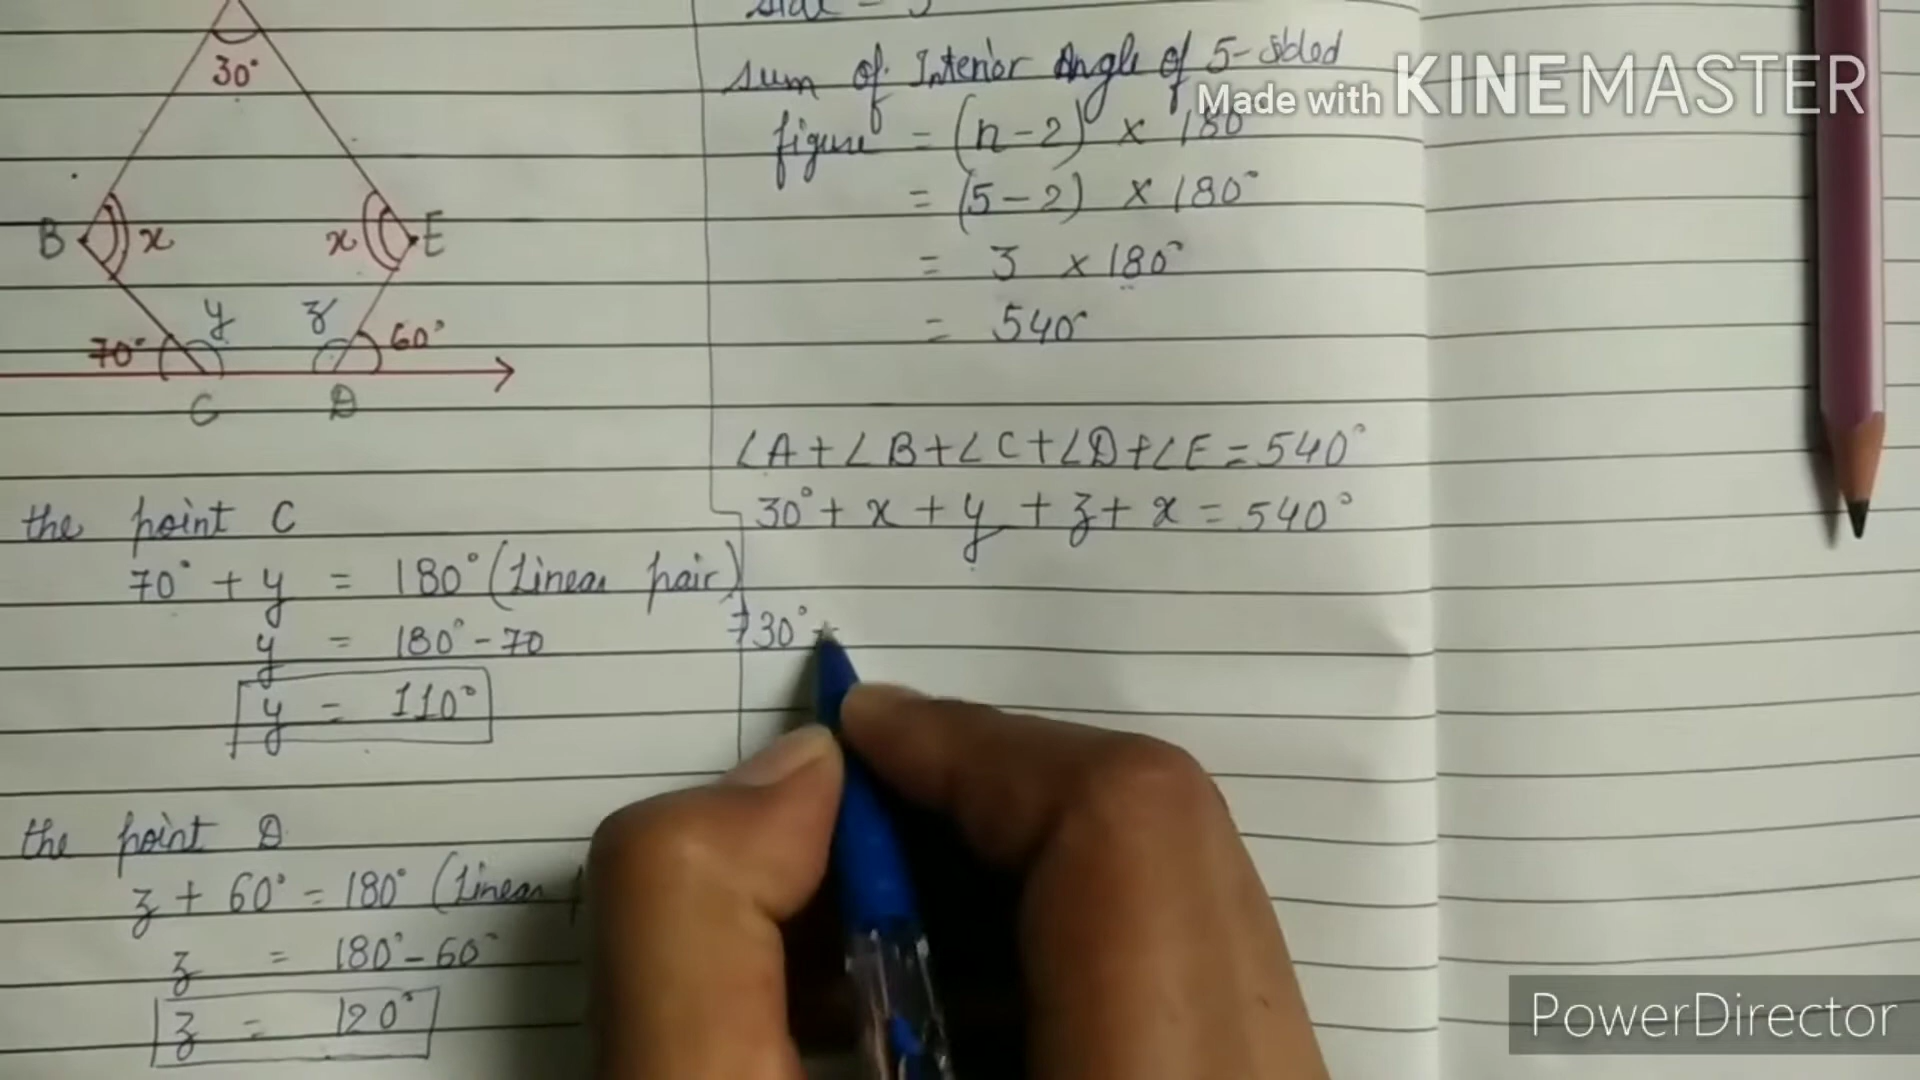 30°
B x
x E
y z
70° 60°
C D
the point C
70° + y = 180° (Linear pair)
y = 180° - 70
y = 110°
the point D
z + 60° = 180° (Linear
z = 180° - 60°
z = 120°
Sum of Interior Angle of 5-sided
figure = (n-2) × 180°
= (5-2) × 180°
= 3 × 180°
= 540°
∠A+∠B+∠C+∠D+∠E = 540°
30° + x + y + z + x = 540°
30° +
Made with KINEMASTER
PowerDirector